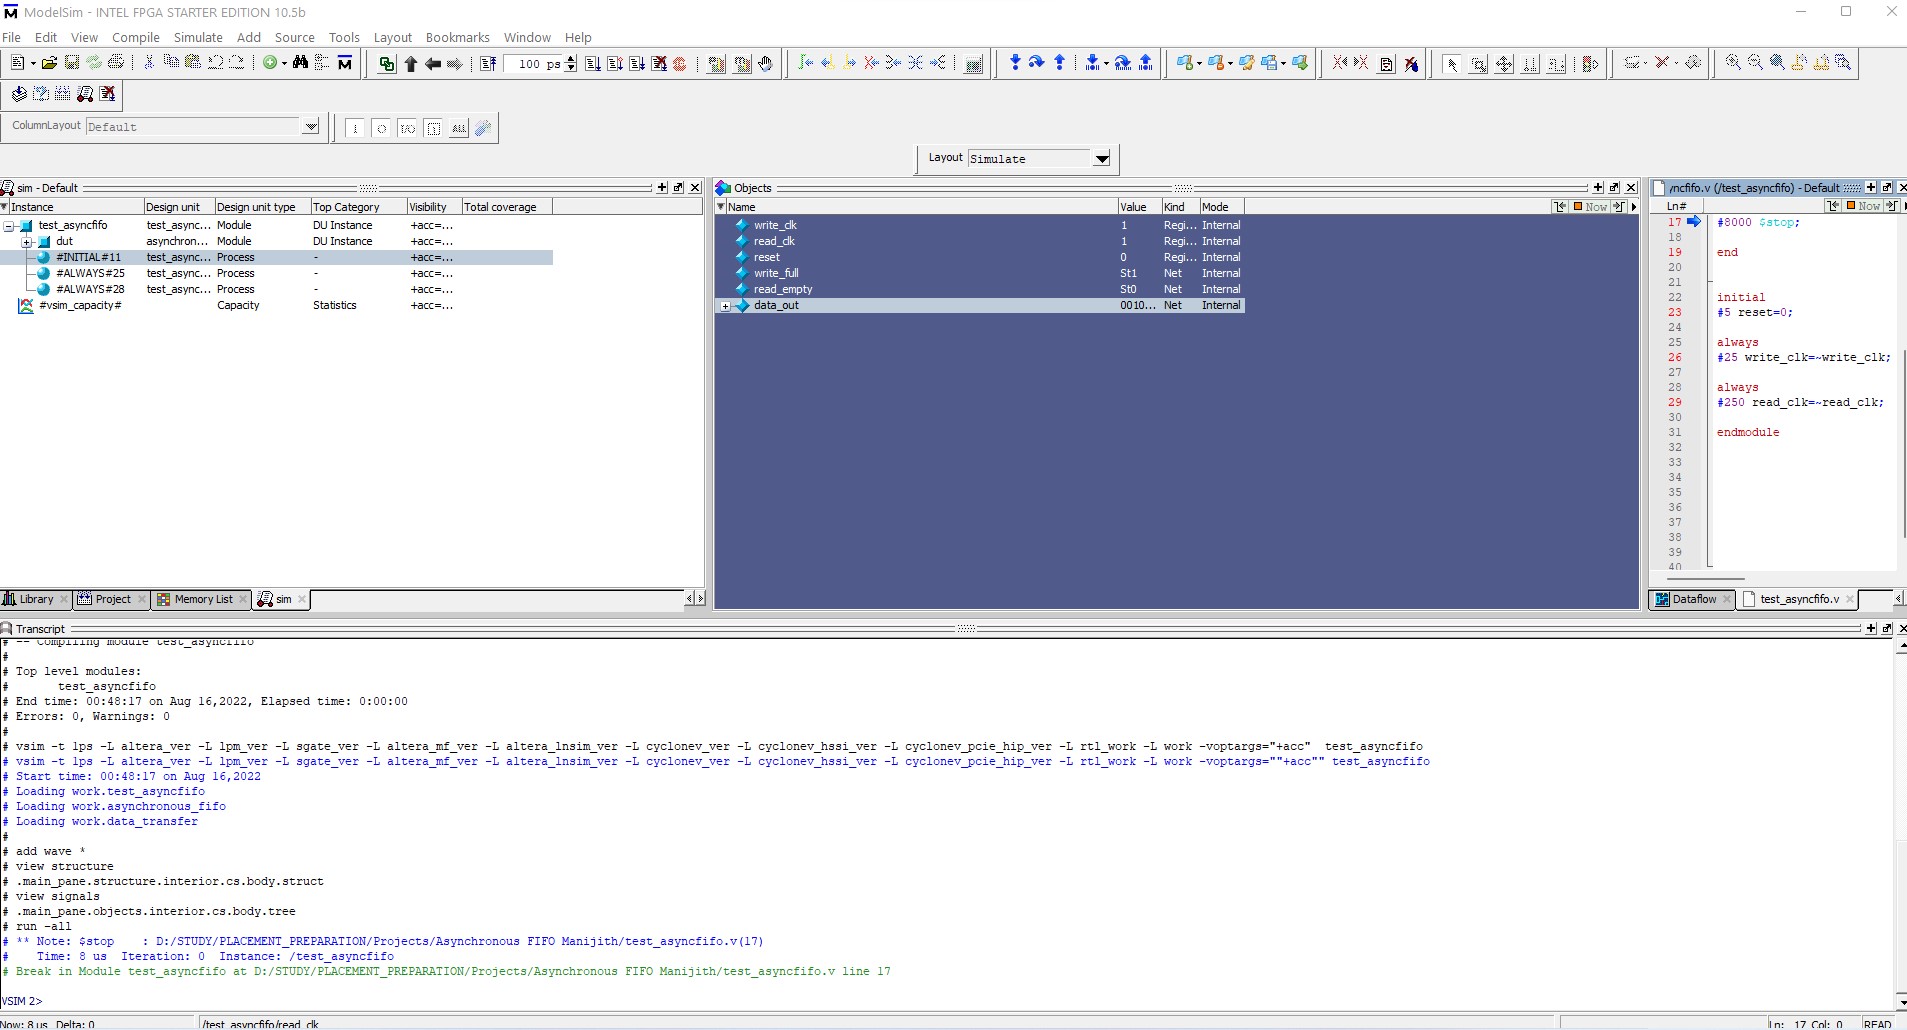 ModelSim - INTEL FPGA STARTER EDITION 10.5b
File Edit View Compile Simulate Add Source Tools Layout Bookmarks Window Help
100 ps
ColumnLayout Default
Layout Simulate
sim - Default
Instance Design unit Design unit type Top Category Visibility Total coverage
test_asyncfifo test_async... Module DU Instance +acc=...
dut asynchron... Module DU Instance +acc=...
#INITIAL#11 test_async... Process - +acc=...
#ALWAYS#25 test_async... Process - +acc=...
#ALWAYS#28 test_async... Process - +acc=...
#vsim_capacity# Capacity Statistics +acc=...
Library Project Memory List sim
Objects
Name Value Kind Mode
Now
write_clk 1 Regi... Internal
read_clk 1 Regi... Internal
reset 0 Regi... Internal
write_full St1 Net Internal
read_empty St0 Net Internal
data_out 0010... Net Internal
ncfifo.v (/test_asyncfifo) - Default
Ln#
Now
17 #8000 $stop;
18
19 end
20
21
22 initial
23 #5 reset=0;
24
25 always
26 #25 write_clk=~write_clk;
27
28 always
29 #250 read_clk=~read_clk;
30
31 endmodule
32
33
34
35
36
37
38
39
40
Dataflow test_asyncfifo.v
Transcript
# -- Compiling module test_asyncfifo
#
# Top level modules:
# test_asyncfifo
# End time: 00:48:17 on Aug 16,2022, Elapsed time: 0:00:00
# Errors: 0, Warnings: 0
#
# vsim -t 1ps -L altera_ver -L lpm_ver -L sgate_ver -L altera_mf_ver -L altera_lnsim_ver -L cyclonev_ver -L cyclonev_hssi_ver -L cyclonev_pcie_hip_ver -L rtl_work -L work -voptargs="+acc" test_asyncfifo
# vsim -t 1ps -L altera_ver -L lpm_ver -L sgate_ver -L altera_mf_ver -L altera_lnsim_ver -L cyclonev_ver -L cyclonev_hssi_ver -L cyclonev_pcie_hip_ver -L rtl_work -L work -voptargs=""+acc"" test_asyncfifo
# Start time: 00:48:17 on Aug 16,2022
# Loading work.test_asyncfifo
# Loading work.asynchronous_fifo
# Loading work.data_transfer
#
# add wave *
# view structure
# .main_pane.structure.interior.cs.body.struct
# view signals
# .main_pane.objects.interior.cs.body.tree
# run -all
# ** Note: $stop : D:/STUDY/PLACEMENT_PREPARATION/Projects/Asynchronous FIFO Manijith/test_asyncfifo.v(17)
# Time: 8 us Iteration: 0 Instance: /test_asyncfifo
# Break in Module test_asyncfifo at D:/STUDY/PLACEMENT_PREPARATION/Projects/Asynchronous FIFO Manijith/test_asyncfifo.v line 17
VSIM 2>
Now: 8 us Delta: 0 /test_asyncfifo/read_clk Ln: 17 Col: 0 READ